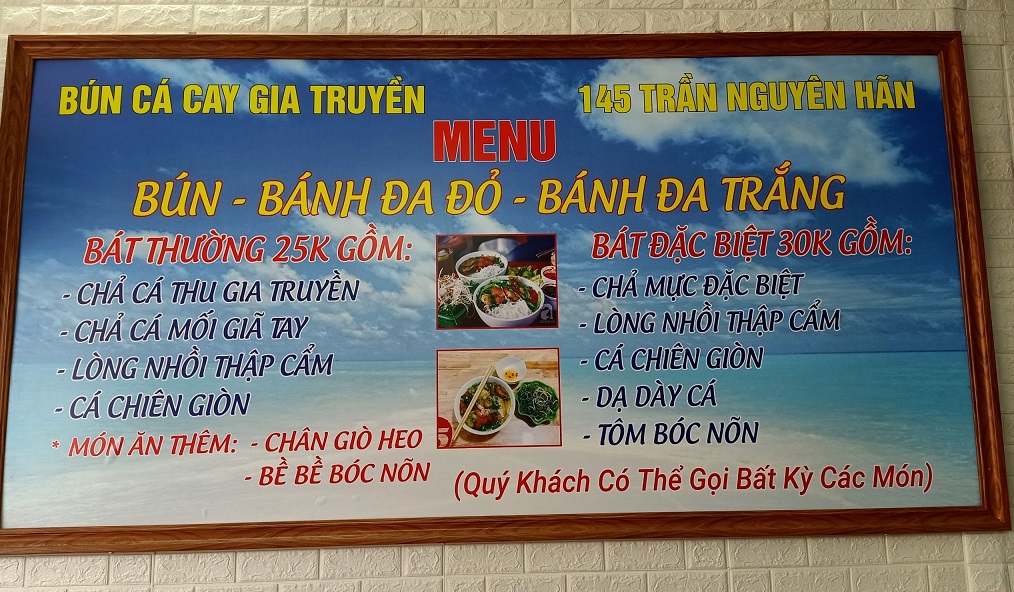 BÚN CÁ CAY GIA TRUYỀN
145 TRẦN NGUYÊN HÃN
MENU
BÚN - BÁNH ĐA ĐỎ - BÁNH ĐA TRẮNG
BÁT THƯỜNG 25K GỒM:
- CHẢ CÁ THU GIA TRUYỀN
- CHẢ CÁ MỐI GIÃ TAY
- LÒNG NHỒI THẬP CẨM
- CÁ CHIÊN GIÒN
* MÓN ĂN THÊM: - CHÂN GIÒ HEO
- BỀ BỀ BÓC NÕN
BÁT ĐẶC BIỆT 30K GỒM:
- CHẢ MỰC ĐẶC BIỆT
- LÒNG NHỒI THẬP CẨM
- CÁ CHIÊN GIÒN
- DẠ DÀY CÁ
- TÔM BÓC NÕN
(Quý Khách Có Thể Gọi Bất Kỳ Các Món)